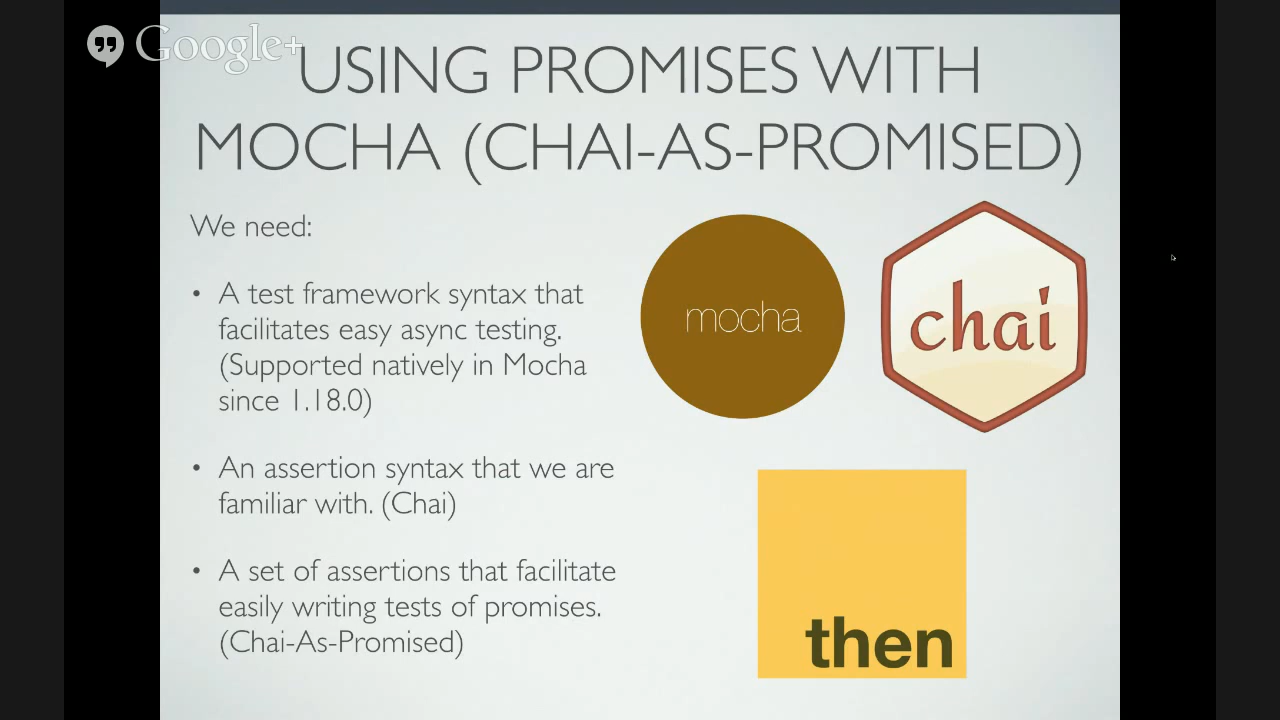 Google+
USING PROMISES WITH
MOCHA (CHAI-AS-PROMISED)
We need:
• A test framework syntax that
facilitates easy async testing.
(Supported natively in Mocha
since 1.18.0)
• An assertion syntax that we are
familiar with. (Chai)
• A set of assertions that facilitate
easily writing tests of promises.
(Chai-As-Promised)
mocha
chai
then